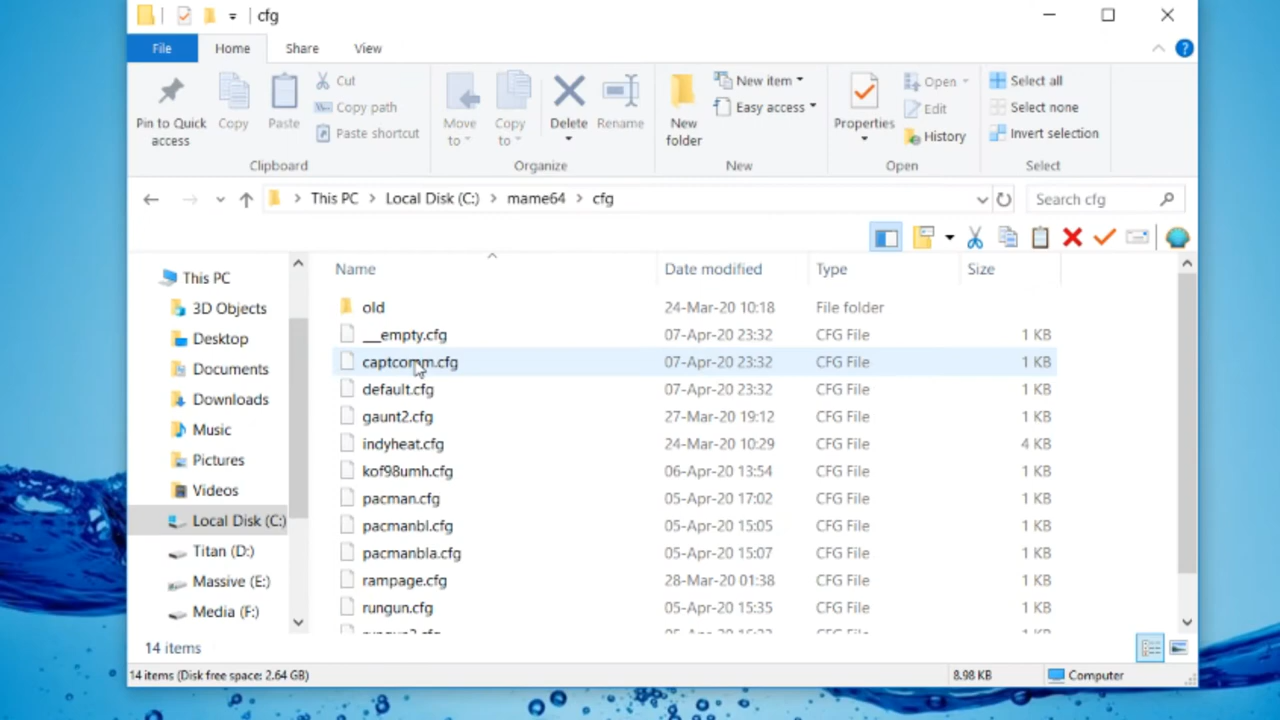 cfg
File Home Share View
Pin to Quick access
Copy
Paste
Cut
Copy path
Paste shortcut
Clipboard
Move to
Copy to
Delete
Rename
Organize
New folder
New item
Easy access
New
Properties
Open
Edit
History
Open
Select all
Select none
Invert selection
Select
This PC > Local Disk (C:) > mame64 > cfg
Search cfg
This PC
3D Objects
Desktop
Documents
Downloads
Music
Pictures
Videos
Local Disk (C:)
Titan (D:)
Massive (E:)
Media (F:)
Name Date modified Type Size
old 24-Mar-20 10:18 File folder
__empty.cfg 07-Apr-20 23:32 CFG File 1 KB
captcomm.cfg 07-Apr-20 23:32 CFG File 1 KB
default.cfg 07-Apr-20 23:32 CFG File 1 KB
gaunt2.cfg 27-Mar-20 19:12 CFG File 1 KB
indyheat.cfg 24-Mar-20 10:29 CFG File 4 KB
kof98umh.cfg 06-Apr-20 13:54 CFG File 1 KB
pacman.cfg 05-Apr-20 17:02 CFG File 1 KB
pacmanbl.cfg 05-Apr-20 15:05 CFG File 1 KB
pacmanbla.cfg 05-Apr-20 15:07 CFG File 1 KB
rampage.cfg 28-Mar-20 01:38 CFG File 1 KB
rungun.cfg 05-Apr-20 15:35 CFG File 1 KB
14 items
14 items (Disk free space: 2.64 GB) 8.98 KB Computer